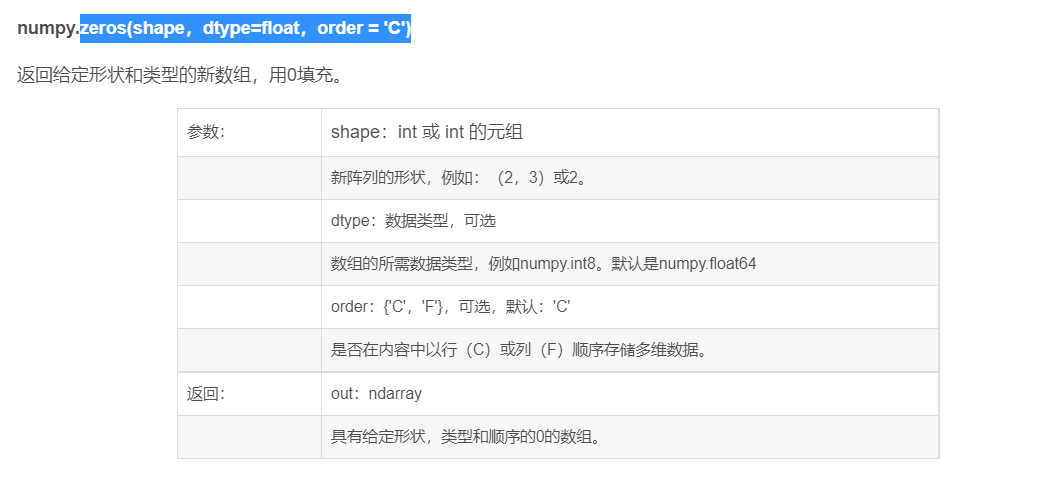 numpy.zeros(shape，dtype=float，order = 'C')
返回给定形状和类型的新数组，用0填充。
参数： shape：int 或 int 的元组
新阵列的形状，例如：（2，3）或2。
dtype：数据类型，可选
数组的所需数据类型，例如numpy.int8。默认是numpy.float64
order：{'C'，'F'}，可选，默认：'C'
是否在内容中以行（C）或列（F）顺序存储多维数据。
返回： out：ndarray
具有给定形状，类型和顺序的0的数组。